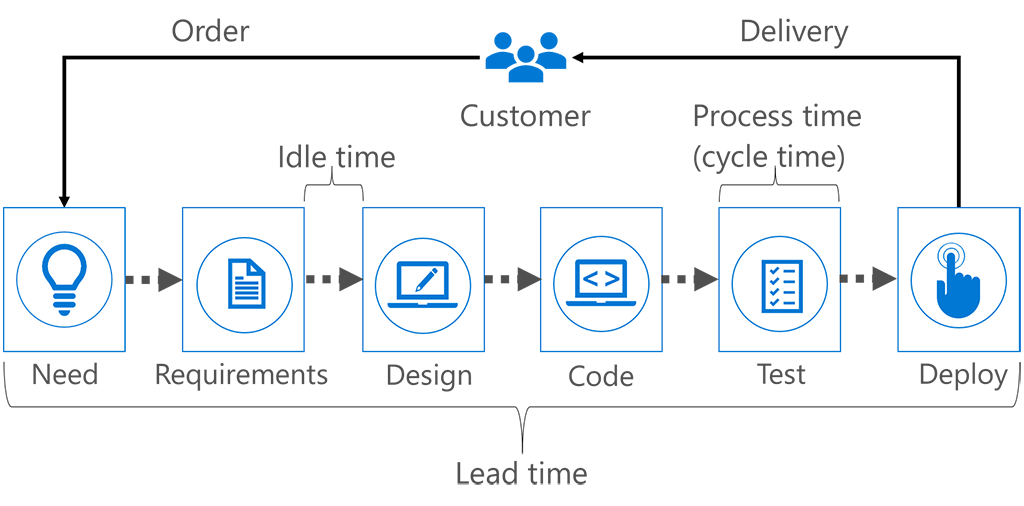 Order
Delivery
Customer
Process time
(cycle time)
Idle time
< >
Need
Requirements
Design
Code
Test
Deploy
Lead time